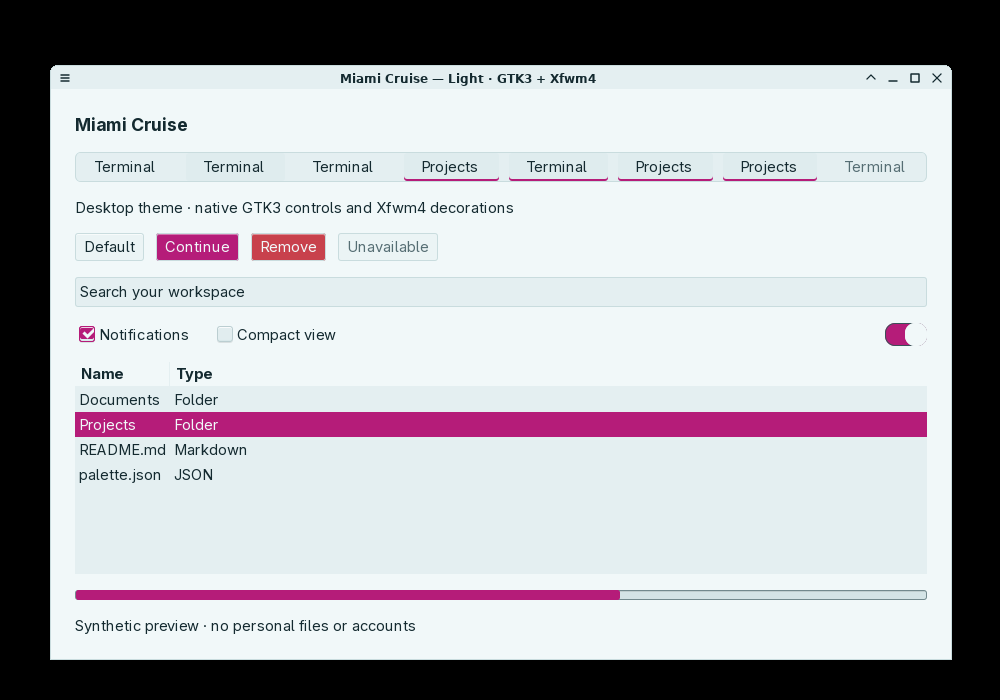 Miami Cruise — Light · GTK3 + Xfwm4
Miami Cruise
Terminal Terminal Terminal Projects Terminal Projects Projects Terminal
Desktop theme · native GTK3 controls and Xfwm4 decorations
Default Continue Remove Unavailable
Search your workspace
Notifications Compact view
Name Type
Documents Folder
Projects Folder
README.md Markdown
palette.json JSON
Synthetic preview · no personal files or accounts